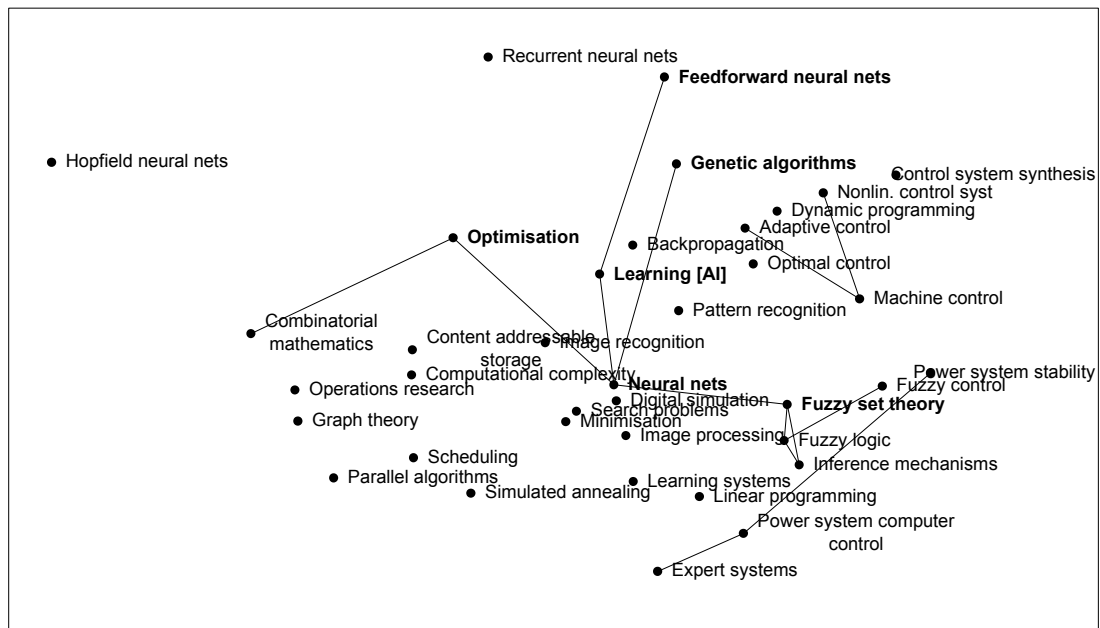 Recurrent neural nets
Feedforward neural nets
Hopfield neural nets
Genetic algorithms
Control system synthesis
Nonlin. control syst
Dynamic programming
Adaptive control
Optimisation
Backpropagation
Optimal control
Learning [AI]
Machine control
Pattern recognition
Combinatorial
mathematics
Content addressable
storage
Image recognition
Computational complexity
Power system stability
Neural nets
Fuzzy control
Operations research
Digital simulation
Fuzzy set theory
Search problems
Graph theory
Minimisation
Image processing
Fuzzy logic
Scheduling
Inference mechanisms
Parallel algorithms
Learning systems
Simulated annealing
Linear programming
Power system computer
control
Expert systems